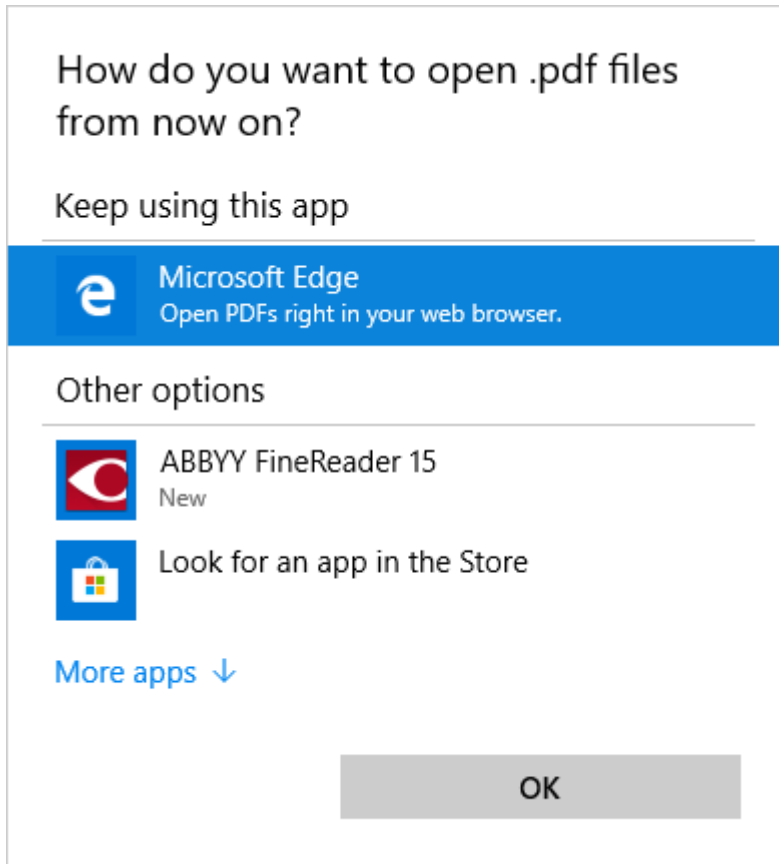 How do you want to open .pdf files
from now on?
Keep using this app
Microsoft Edge
Open PDFs right in your web browser.
Other options
ABBYY FineReader 15
New
Look for an app in the Store
More apps ↓
OK